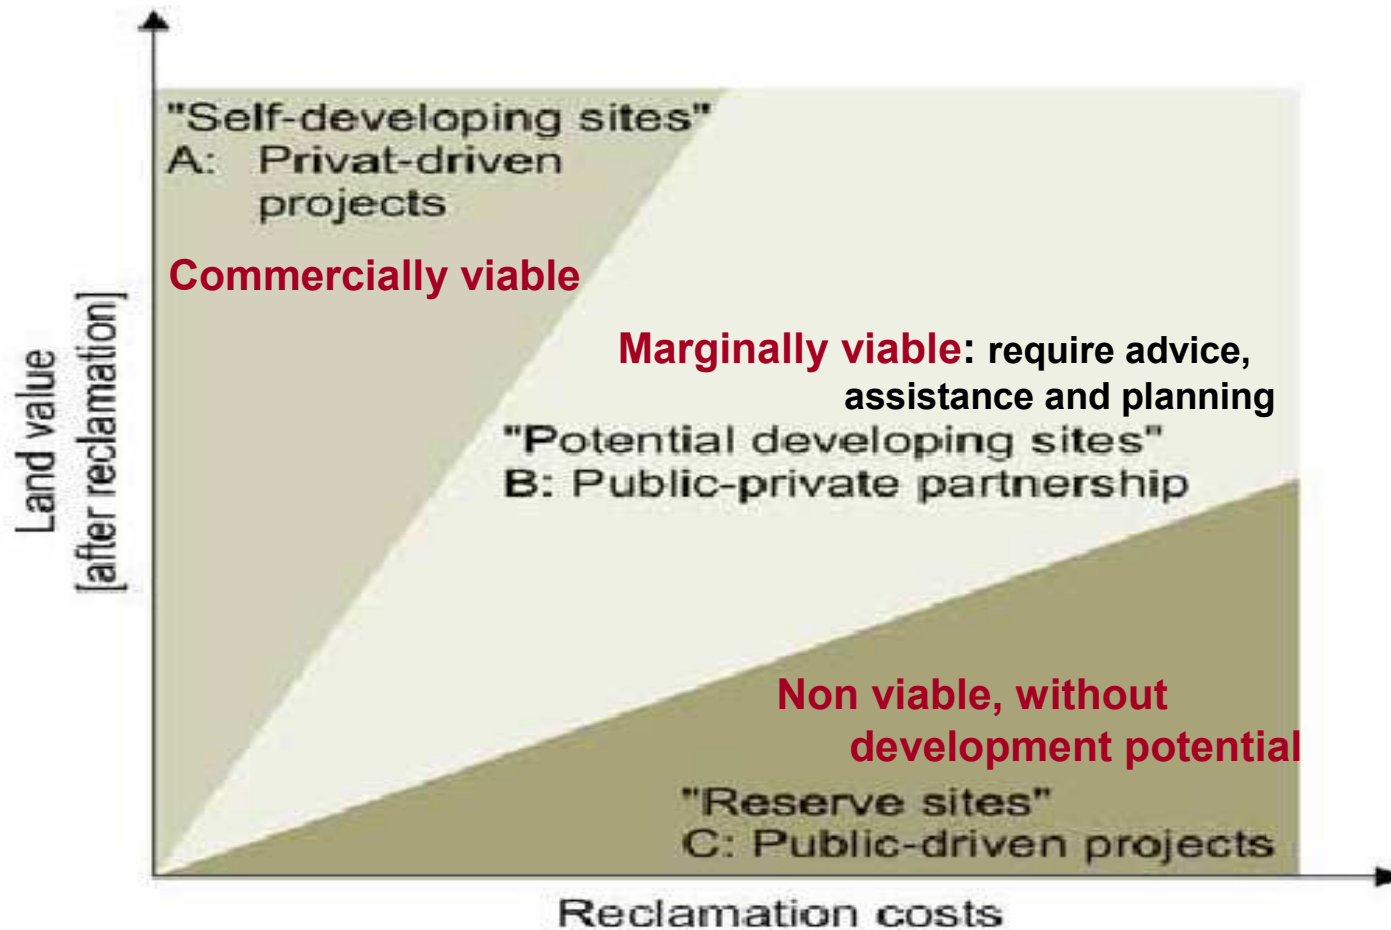 "Self-developing sites"
A: Privat-driven
projects
Commercially viable
Marginally viable: require advice,
assistance and planning
"Potential developing sites"
B: Public-private partnership
Non viable, without
development potential
"Reserve sites"
C: Public-driven projects
Land value
[after reclamation]
Reclamation costs